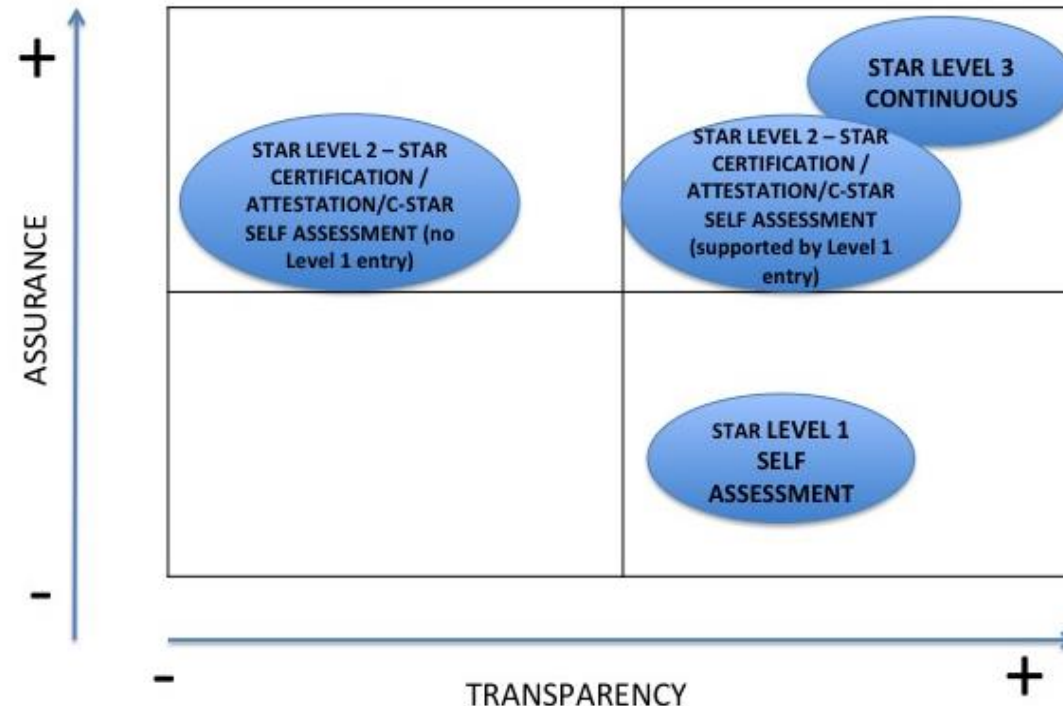 +
STAR LEVEL 3
CONTINUOUS
STAR LEVEL 2 – STAR
CERTIFICATION /
ATTESTATION/C-STAR
SELF ASSESSMENT (no
Level 1 entry)
STAR LEVEL 2 – STAR
CERTIFICATION /
ATTESTATION/C-STAR
SELF ASSESSMENT
(supported by Level 1
entry)
ASSURANCE
STAR LEVEL 1
SELF
ASSESSMENT
-
-
+
TRANSPARENCY